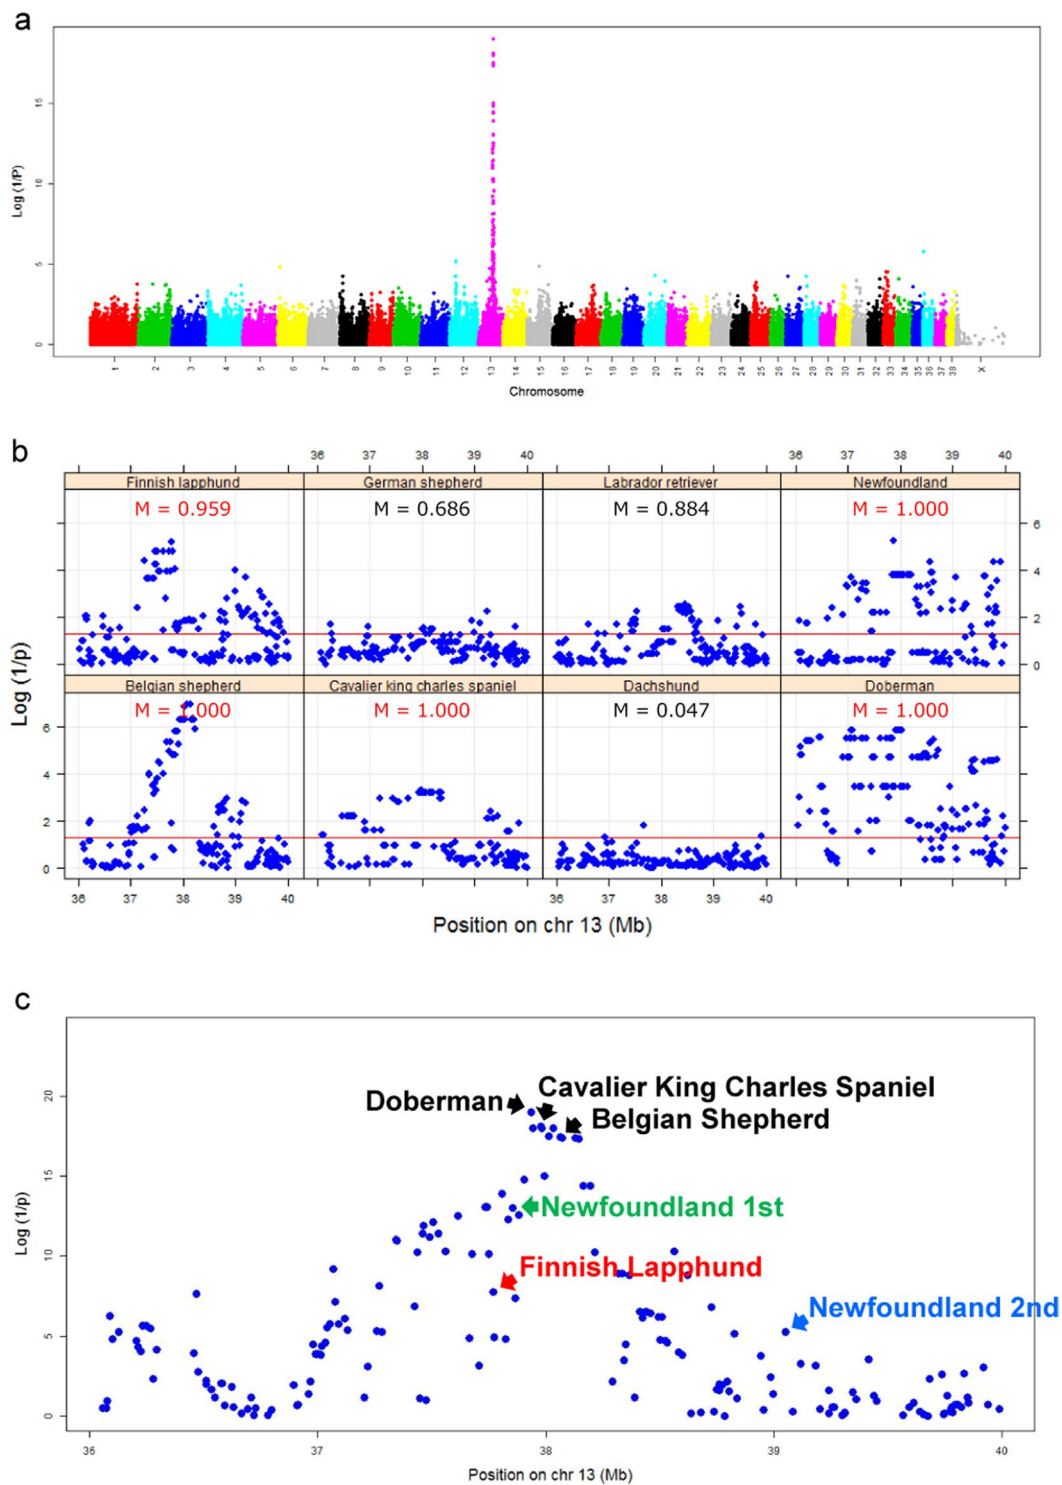 a
Log (1/P)
0 5 10 15
1 2 3 4 5 6 7 8 9 10 11 12 13 14 15 16 17 18 19 20 21 22 23 24 25 26 27 28 29 30 31 32 33 34 35 36 37 38 X
Chromosome
b
36 37 38 39 40 36 37 38 39 40
Finnish lapphund German shepherd Labrador retriever Newfoundland
M = 0.959 M = 0.686 M = 0.884 M = 1.000
6
4
2
0
Log (1/p)
Belgian shepherd Cavalier king charles spaniel Dachshund Doberman
M = 1.000 M = 1.000 M = 0.047 M = 1.000
6
4
2
0
36 37 38 39 40 36 37 38 39 40
Position on chr 13 (Mb)
c
20
15
10
5
0
Log (1/p)
Cavalier King Charles Spaniel
Doberman
Belgian Shepherd
Newfoundland 1st
Finnish Lapphund
Newfoundland 2nd
36 37 38 39 40
Position on chr 13 (Mb)